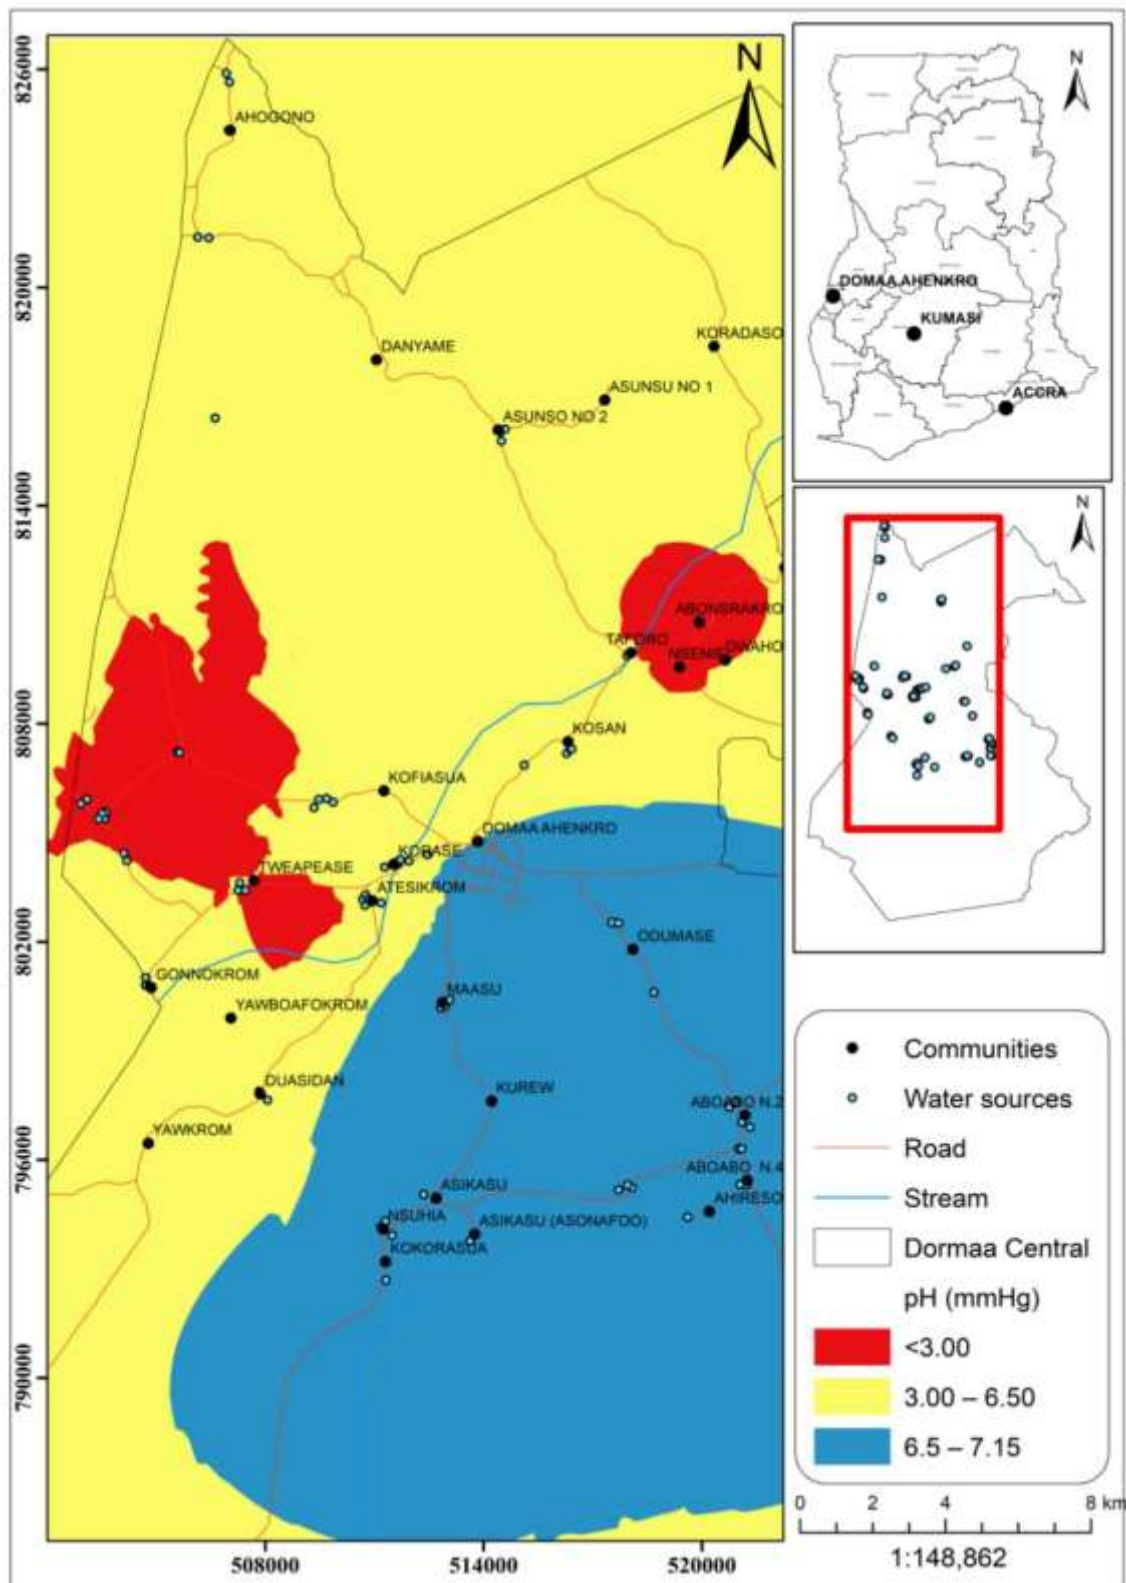 826000
820000
814000
808000
802000
796000
790000
508000
514000
520000
N
AHOGONO
DANYAME
KORADASO
ASUNSU NO 1
ASUNSO NO 2
ABONSRAKRO
TAFORO
NSENIE
DWAHO
KOSAN
KOFIASUA
DOMAA AHENKRO
KORASE
TWEAPEASE
ATESIKROM
ODUMASE
GONNOKROM
MAASU
YAWBOAFOKROM
DUASIDAN
KUREW
ABOABO N.2
YAWKROM
ABOABO N.4
ASIKASU
AHIRESO
NSUHIA
ASIKASU (ASONAFOO)
KOKORASUA
N
DOMAA AHENKRO
KUMASI
ACCRA
N
Communities
Water sources
Road
Stream
Dormaa Central
pH (mmHg)
<3.00
3.00 – 6.50
6.5 – 7.15
0 2 4 8 km
1:148,862